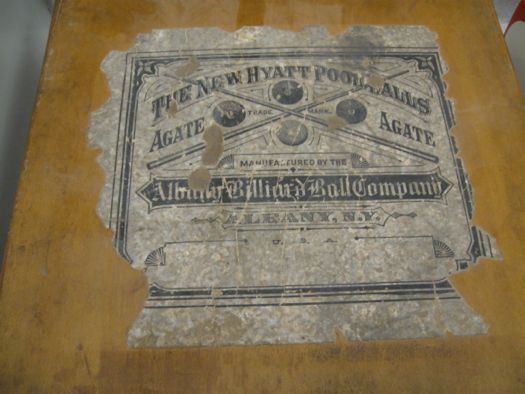 THE NEW HYATT POOL BALLS
TRADE MARK
AGATE AGATE
MANUFACTURED BY THE
Albany Billiard Ball Company
ALBANY, N.Y.
U. S. A.